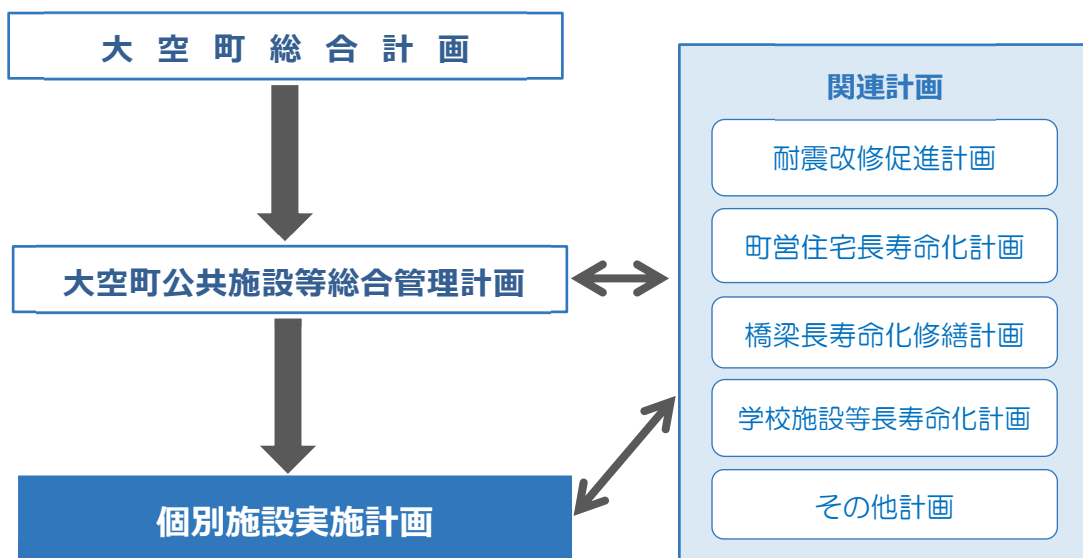 大空町総合計画
大空町公共施設等総合管理計画
個別施設実施計画
関連計画
耐震改修促進計画
町営住宅長寿命化計画
橋梁長寿命化修繕計画
学校施設等長寿命化計画
その他計画